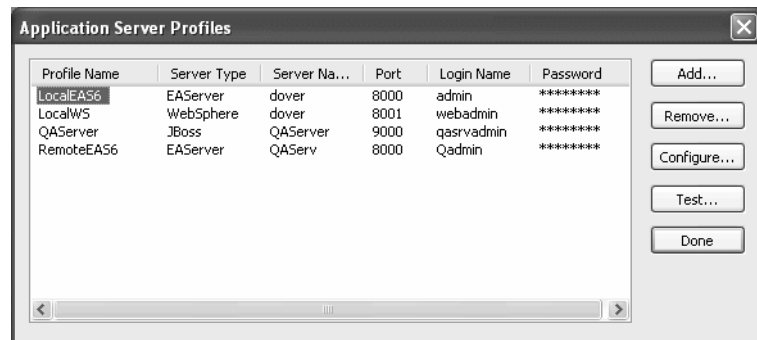 Application Server Profiles
Profile Name Server Type Server Na... Port Login Name Password
LocalEAS6 EAServer dover 8000 admin ********
LocalWS WebSphere dover 8001 webadmin ********
QAServer JBoss QAServer 9000 qasrvadmin ********
RemoteEAS6 EAServer QAServ 8000 Qadmin ********
Add...
Remove...
Configure...
Test...
Done